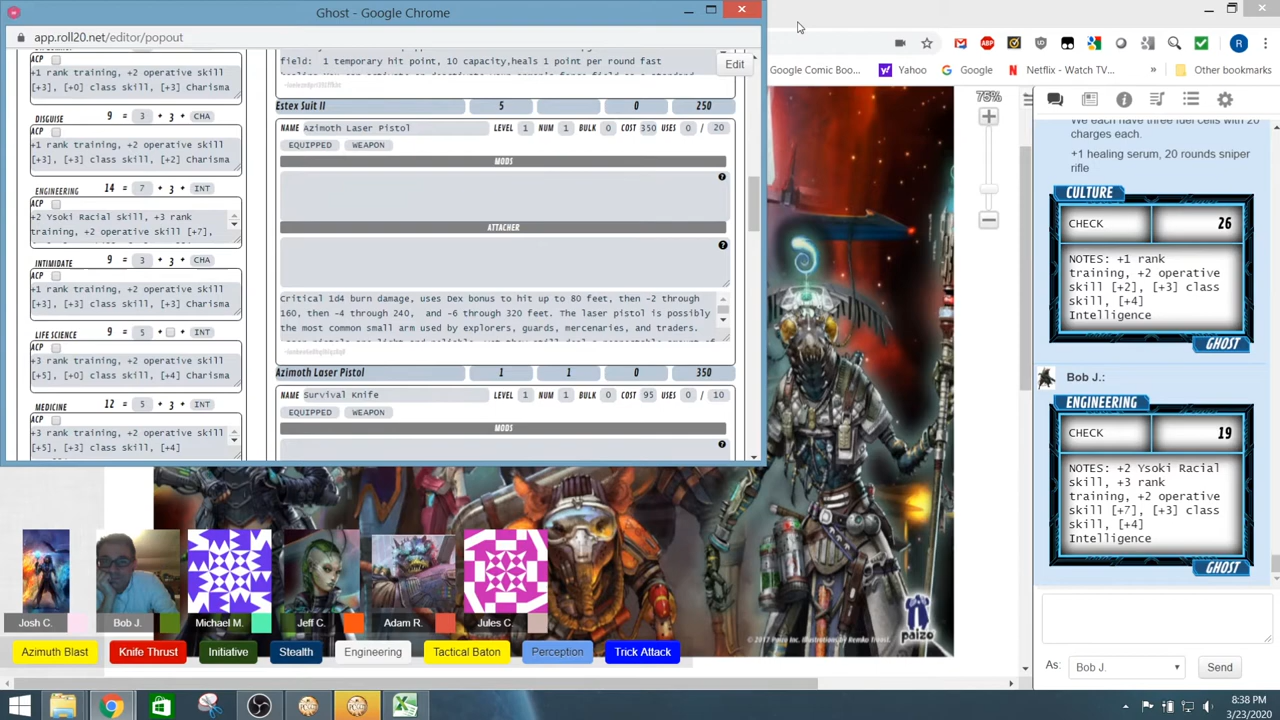 Ghost - Google Chrome
app.roll20.net/editor/popout
Edit
ACP
+1 rank training, +2 operative skill
[+3], [+0] class skill, [+3] Charisma
DISGUISE 9 = 3 + 3 + CHA
ACP
+1 rank training, +2 operative skill
[+3], [+3] class skill, [+2] Charisma
ENGINEERING 14 = 7 + 3 + INT
ACP
+2 Ysoki Racial skill, +3 rank
training, +2 operative skill [+7],
INTIMIDATE 9 = 3 + 3 + CHA
ACP
+1 rank training, +2 operative skill
[+3], [+3] class skill, [+3] Charisma
LIFE SCIENCE 9 = 5 + INT
ACP
+3 rank training, +2 operative skill
[+5], [+0] class skill, [+4] Charisma
MEDICINE 12 = 5 + 3 + INT
ACP
+3 rank training, +2 operative skill
[+5], [+3] class skill, [+4]
field: 1 temporary hit point, 10 capacity,heals 1 point per round fast
Estex Suit II 5 0 250
NAME Azimoth Laser Pistol LEVEL 1 NUM 1 BULK 0 COST 350 USES 0 / 20
EQUIPPED WEAPON
MODS
ATTACHER
Critical 1d4 burn damage, uses Dex bonus to hit up to 80 feet, then -2 through
160, then -4 through 240, and -6 through 320 feet. The laser pistol is possibly
the most common small arm used by explorers, guards, mercenaries, and traders.
Azimoth Laser Pistol 1 1 0 350
NAME Survival Knife LEVEL 1 NUM 1 BULK 0 COST 95 USES 0 / 10
EQUIPPED WEAPON
MODS
Google Comic Boo...
Yahoo
Google
Netflix - Watch TV...
»
Other bookmarks
ABP
R
75%
We each have three fuel cells with 20
charges each.
+1 healing serum, 20 rounds sniper
rifle
CULTURE
CHECK 26
NOTES: +1 rank
training, +2 operative
skill [+2], [+3] class
skill, [+4]
Intelligence
GHOST
Bob J.:
ENGINEERING
CHECK 19
NOTES: +2 Ysoki Racial
skill, +3 rank
training, +2 operative
skill [+7], [+3] class
skill, [+4]
Intelligence
GHOST
As: Bob J. Send
paizo
Josh C. Bob J. Michael M. Jeff C. Adam R. Jules C.
Azimuth Blast Knife Thrust Initiative Stealth Engineering Tactical Baton Perception Trick Attack
8:38 PM
3/23/2020